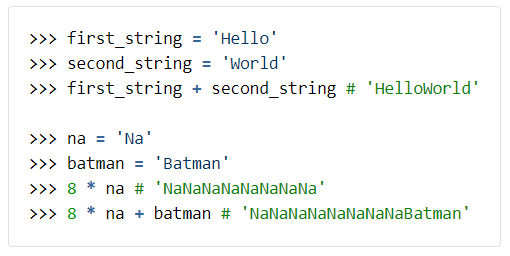 >>> first_string = 'Hello'
>>> second_string = 'World'
>>> first_string + second_string # 'HelloWorld'
>>> na = 'Na'
>>> batman = 'Batman'
>>> 8 * na # 'NaNaNaNaNaNaNaNa'
>>> 8 * na + batman # 'NaNaNaNaNaNaNaNaBatman'